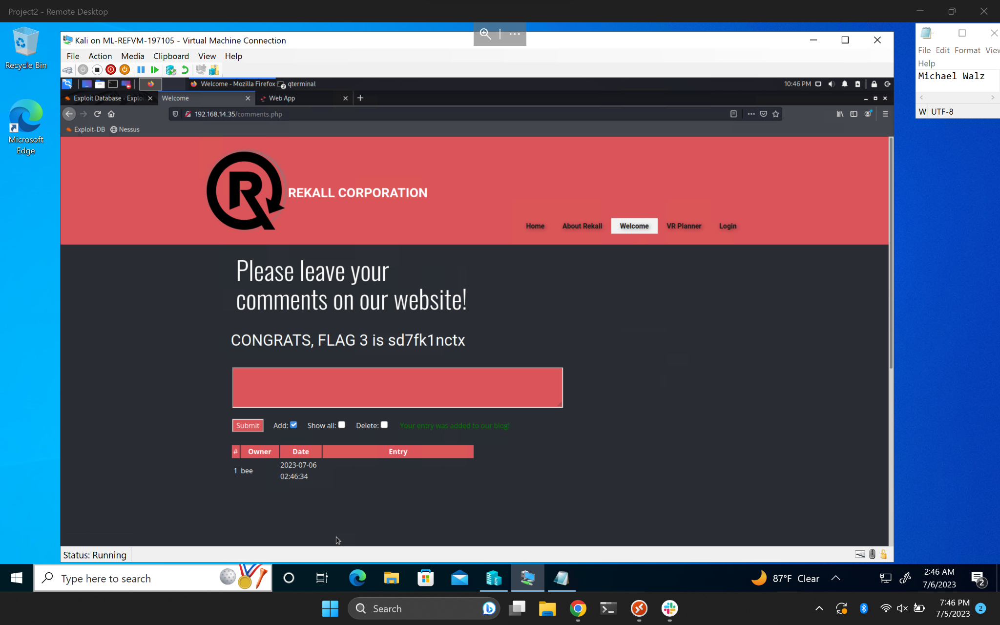 Project2 - Remote Desktop
Recycle Bin
Microsoft
Edge
Kali on ML-REFVM-197105 - Virtual Machine Connection
File Action Media Clipboard View Help
Welcome - Mozilla Firefox
2
qterminal
10:46 PM
Exploit Database - Explo
Welcome
Web App
192.168.14.35/comments.php
Exploit-DB
Nessus
R
REKALL CORPORATION
Home
About Rekall
Welcome
VR Planner
Login
Please leave your
comments on our website!
CONGRATS, FLAG 3 is sd7fk1nctx
Submit
Add:
Show all:
Delete:
Your entry was added to our blog!
# Owner Date Entry
1 bee 2023-07-06
02:46:34
Status: Running
File Edit Format View
Help
Michael Walz
W UTF-8
Type here to search
87°F Clear
2:46 AM
7/6/2023
2
Search
7:46 PM
7/5/2023
2